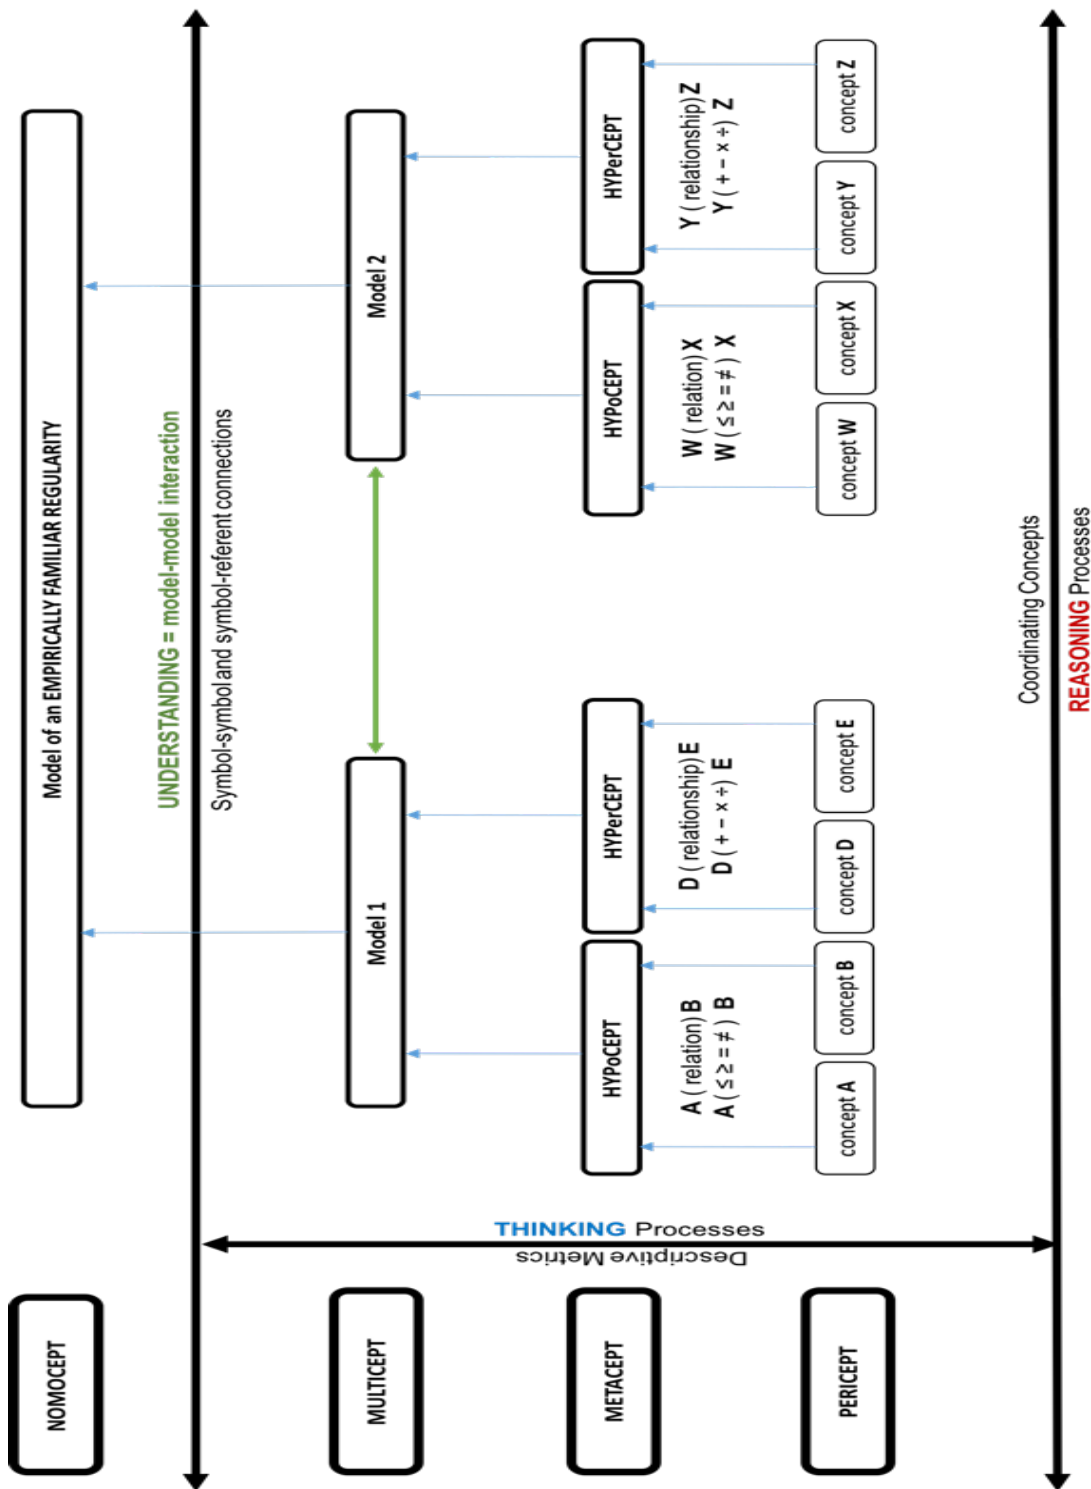 NOMOCEPT
Model of an EMPIRICALLY FAMILIAR REGULARITY
UNDERSTANDING = model-model interaction
Symbol-symbol and symbol-referent connections
MULTICEPT
Model 1
Model 2
THINKING Processes
Descriptive Metrics
METACEPT
HYPoCEPT
HYPerCEPT
HYPoCEPT
HYPerCEPT
A ( relation) B
A ( ≤ ≥ = ≠ ) B
D ( relationship) E
D ( + − x ÷ ) E
W ( relation) X
W ( ≤ ≥ = ≠ ) X
Y ( relationship) Z
Y ( + − x ÷ ) Z
PERICEPT
concept A
concept B
concept D
concept E
concept W
concept X
concept Y
concept Z
Coordinating Concepts
REASONING Processes